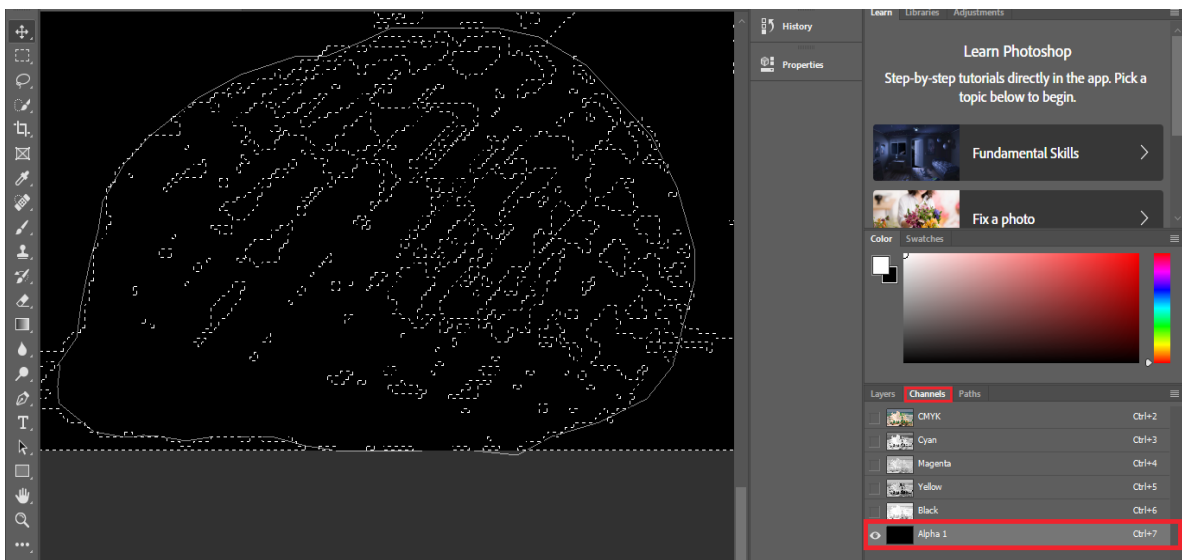 Learn Libraries Adjustments
History
Properties
Learn Photoshop
Step-by-step tutorials directly in the app. Pick a
topic below to begin.
Fundamental Skills
Fix a photo
Color Swatches
Layers Channels Paths
CMYK Ctrl+2
Cyan Ctrl+3
Magenta Ctrl+4
Yellow Ctrl+5
Black Ctrl+6
Alpha 1 Ctrl+7